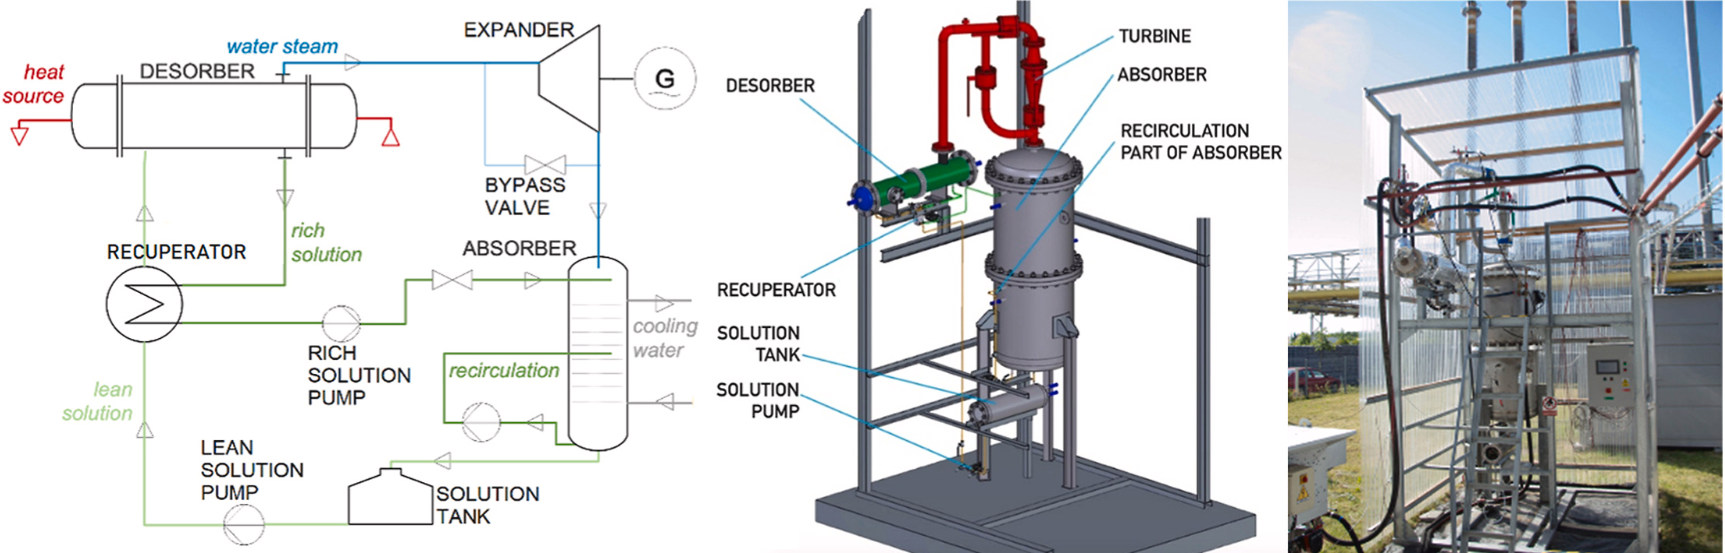 EXPANDER
water steam
DESORBER
heat
source
G
BYPASS
VALVE
rich
solution
RECUPERATOR
ABSORBER
cooling
water
RICH
SOLUTION
PUMP
recirculation
lean
solution
LEAN
SOLUTION
PUMP
SOLUTION
TANK
TURBINE
ABSORBER
DESORBER
RECIRCULATION
PART OF ABSORBER
RECUPERATOR
SOLUTION
TANK
SOLUTION
PUMP